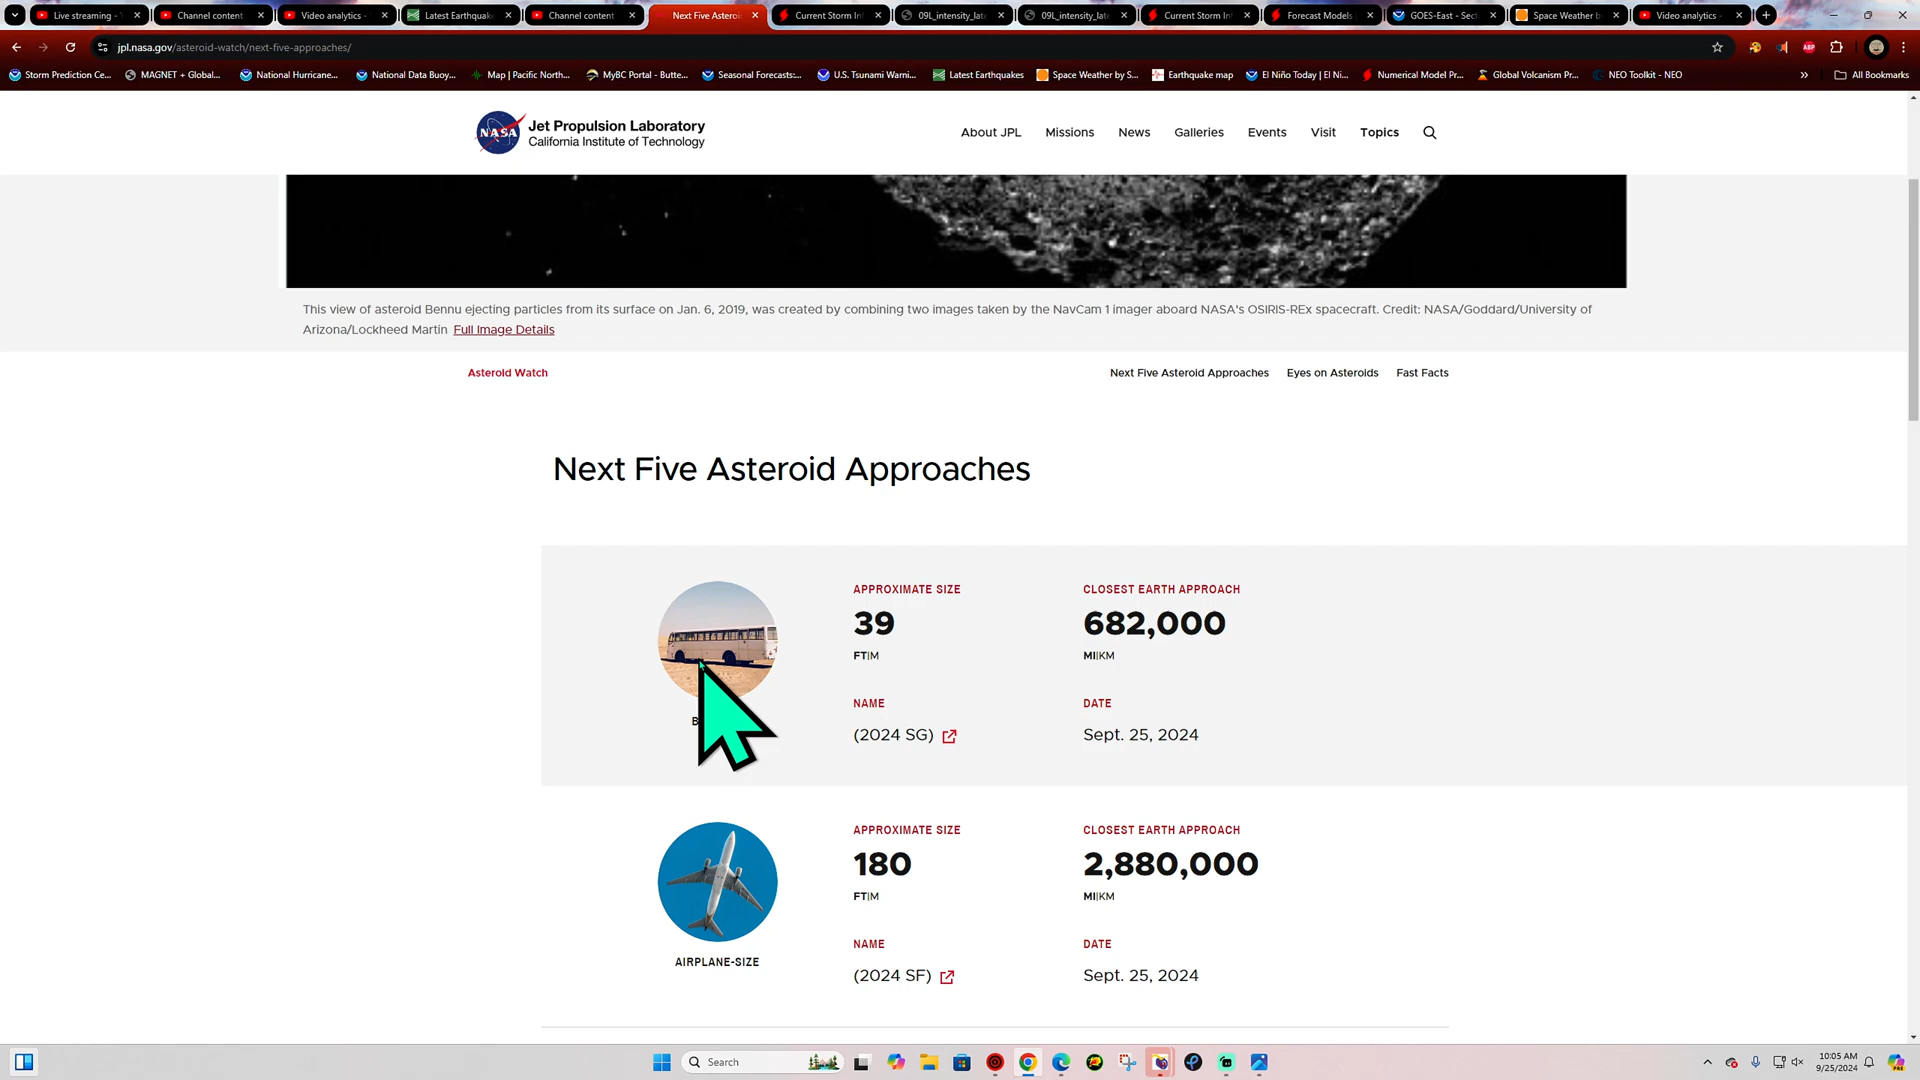 Live streaming - Y
Channel content
Video analytics -
Latest Earthquake
Channel content
Next Five Asteroid
Current Storm Inf
09L_intensity_late
09L_intensity_late
Current Storm Inf
Forecast Models
GOES-East - Sect
Space Weather b
Video analytics -
jpl.nasa.gov/asteroid-watch/next-five-approaches/
ABP
Storm Prediction Ce...
MAGNET + Global...
National Hurricane...
National Data Buoy...
Map | Pacific North...
MyBC Portal - Butte...
Seasonal Forecasts:...
U.S. Tsunami Warni...
Latest Earthquakes
Space Weather by S...
Earthquake map
El Niño Today | El Ni...
Numerical Model Pr...
Global Volcanism Pr...
NEO Toolkit - NEO
»
All Bookmarks
NASA
Jet Propulsion Laboratory
California Institute of Technology
About JPL
Missions
News
Galleries
Events
Visit
Topics
This view of asteroid Bennu ejecting particles from its surface on Jan. 6, 2019, was created by combining two images taken by the NavCam 1 imager aboard NASA's OSIRIS-REx spacecraft. Credit: NASA/Goddard/University of
Arizona/Lockheed Martin Full Image Details
Asteroid Watch
Next Five Asteroid Approaches
Eyes on Asteroids
Fast Facts
Next Five Asteroid Approaches
APPROXIMATE SIZE
39
FT|M
CLOSEST EARTH APPROACH
682,000
MI|KM
NAME
(2024 SG)
DATE
Sept. 25, 2024
APPROXIMATE SIZE
180
FT|M
CLOSEST EARTH APPROACH
2,880,000
MI|KM
AIRPLANE-SIZE
NAME
(2024 SF)
DATE
Sept. 25, 2024
Search
10:05 AM
9/25/2024
PRE